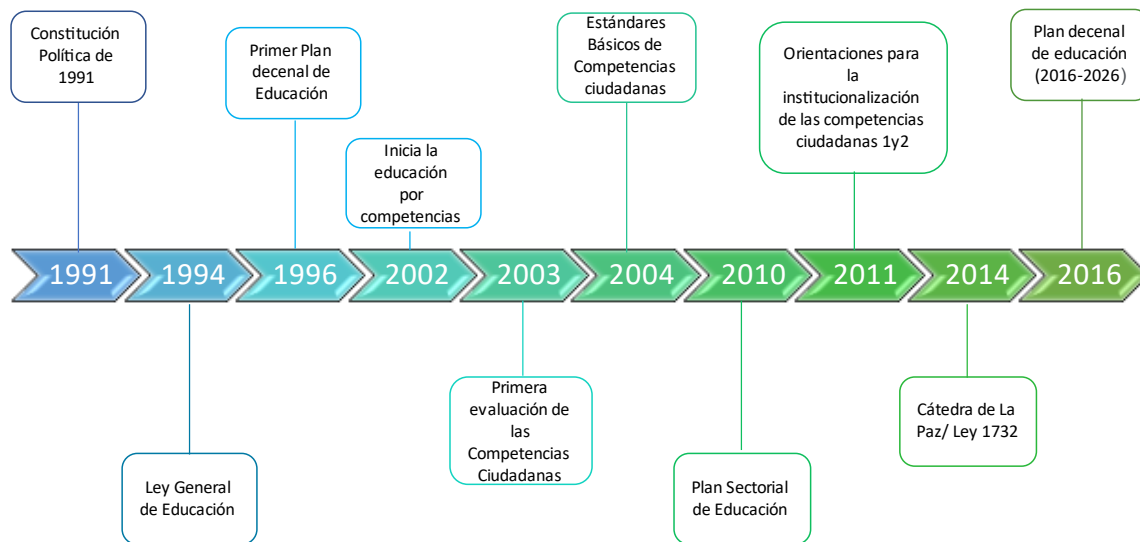 Constitución
Política de
1991
Primer Plan
decenal de
Educación
Inicia la
educación
por
competencias
Estándares
Básicos de
Competencias
ciudadanas
Orientaciones para
la
institucionalización
de las competencias
ciudadanas 1y2
Plan decenal
de educación
(2016-2026)
1991
1994
1996
2002
2003
2004
2010
2011
2014
2016
Ley General
de Educación
Primera
evaluación de
las
Competencias
Ciudadanas
Plan Sectorial
de Educación
Cátedra de La
Paz/ Ley 1732